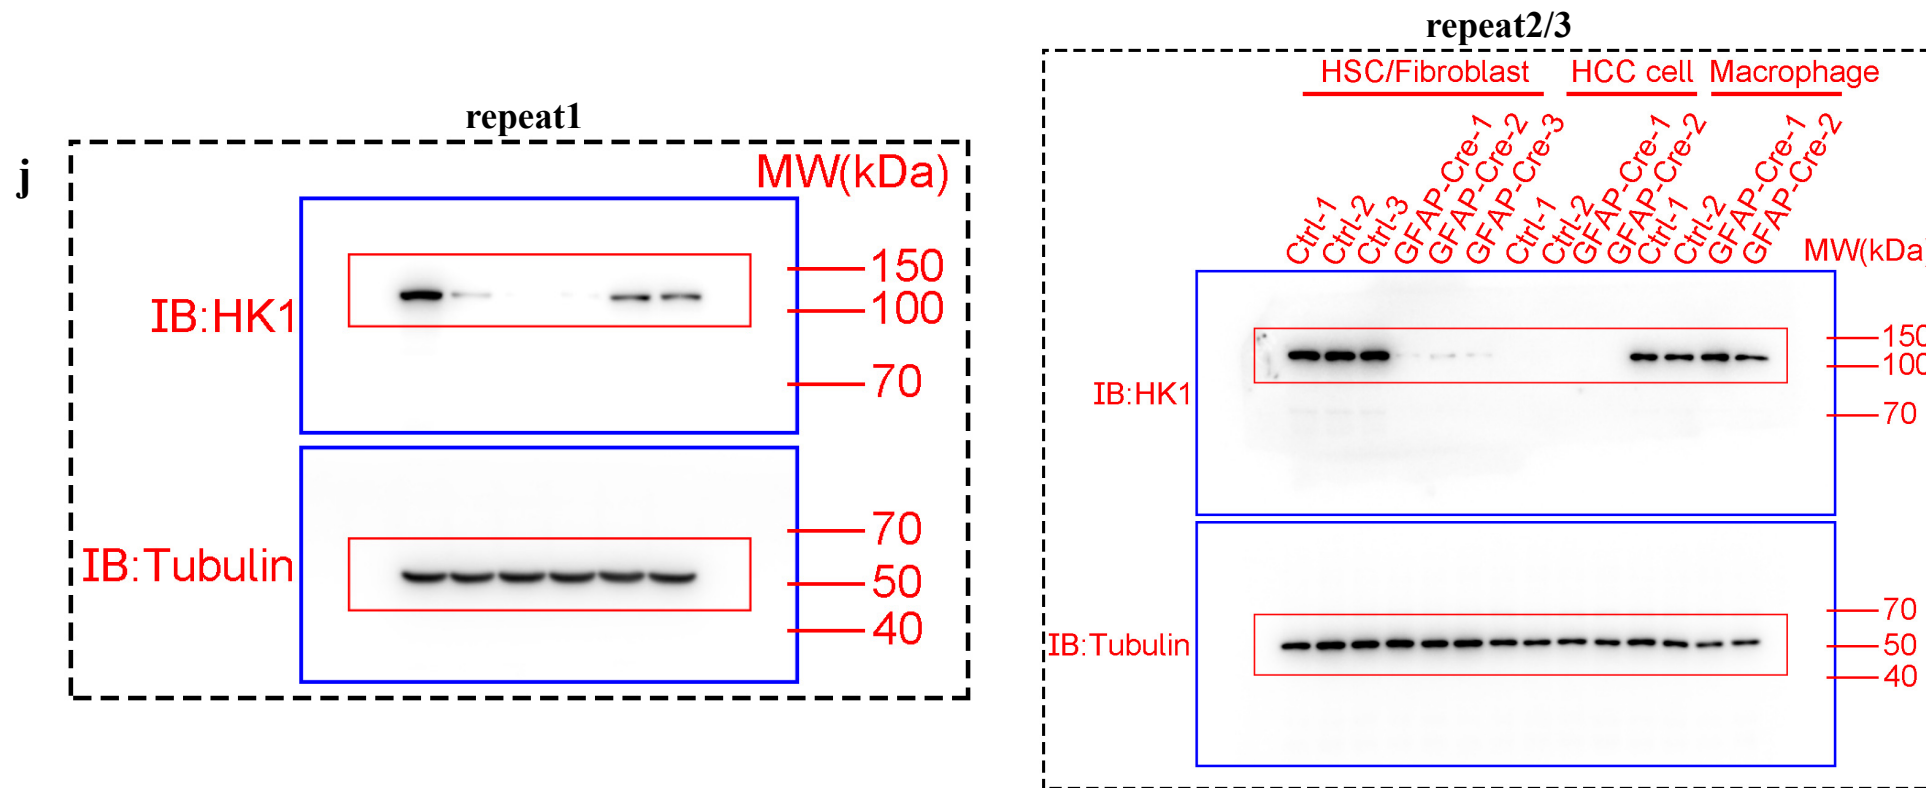 j
repeat1
MW(kDa)
IB:HK1
150
100
70
IB:Tubulin
70
50
40
repeat2/3
HSC/Fibroblast HCC cell Macrophage
Ctrl-1
Ctrl-2
Ctrl-3
GFAP-Cre-1
GFAP-Cre-2
GFAP-Cre-3
Ctrl-1
Ctrl-2
GFAP-Cre-1
GFAP-Cre-2
Ctrl-1
Ctrl-2
GFAP-Cre-1
GFAP-Cre-2
MW(kDa)
IB:HK1
150
100
70
IB:Tubulin
70
50
40